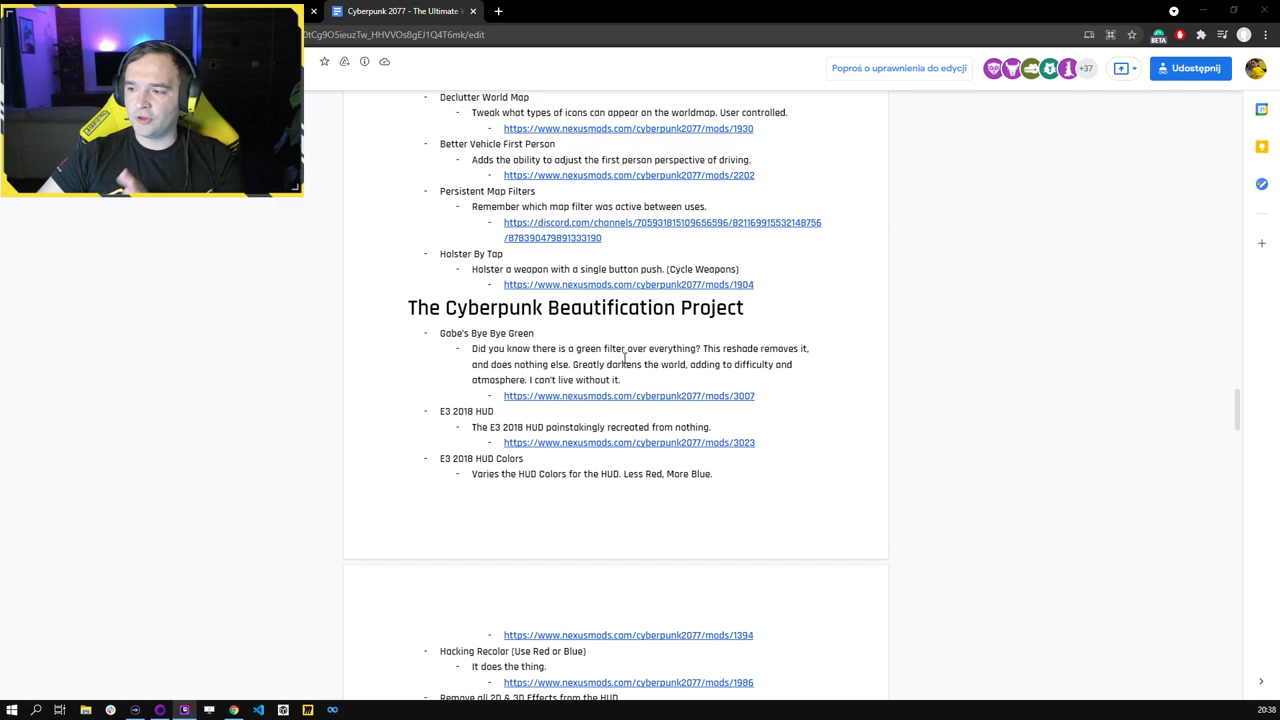 Cyberpunk 2077 - The Ultimate
DtCg9O5ieuzTw_HHVVOs8gEJ1Q4T6mk/edit
BETA
Poproś o uprawnienia do edycji
+37
Udostępnij
- Declutter World Map
- Tweak what types of icons can appear on the worldmap. User controlled.
- https://www.nexusmods.com/cyberpunk2077/mods/1930
- Better Vehicle First Person
- Adds the ability to adjust the first person perspective of driving.
- https://www.nexusmods.com/cyberpunk2077/mods/2202
- Persistent Map Filters
- Remember which map filter was active between uses.
- https://discord.com/channels/705931815109656596/821169915532148756
/878390479891333190
- Holster By Tap
- Holster a weapon with a single button push. (Cycle Weapons)
- https://www.nexusmods.com/cyberpunk2077/mods/1904
The Cyberpunk Beautification Project
- Gabe's Bye Bye Green
- Did you know there is a green filter over everything? This reshade removes it,
and does nothing else. Greatly darkens the world, adding to difficulty and
atmosphere. I can't live without it.
- https://www.nexusmods.com/cyberpunk2077/mods/3007
- E3 2018 HUD
- The E3 2018 HUD painstakingly recreated from nothing.
- https://www.nexusmods.com/cyberpunk2077/mods/3023
- E3 2018 HUD Colors
- Varies the HUD Colors for the HUD. Less Red, More Blue.
- https://www.nexusmods.com/cyberpunk2077/mods/1394
- Hacking Recolor (Use Red or Blue)
- It does the thing.
- https://www.nexusmods.com/cyberpunk2077/mods/1986
- Remove all 2D & 3D Effects from the HUD
20:38